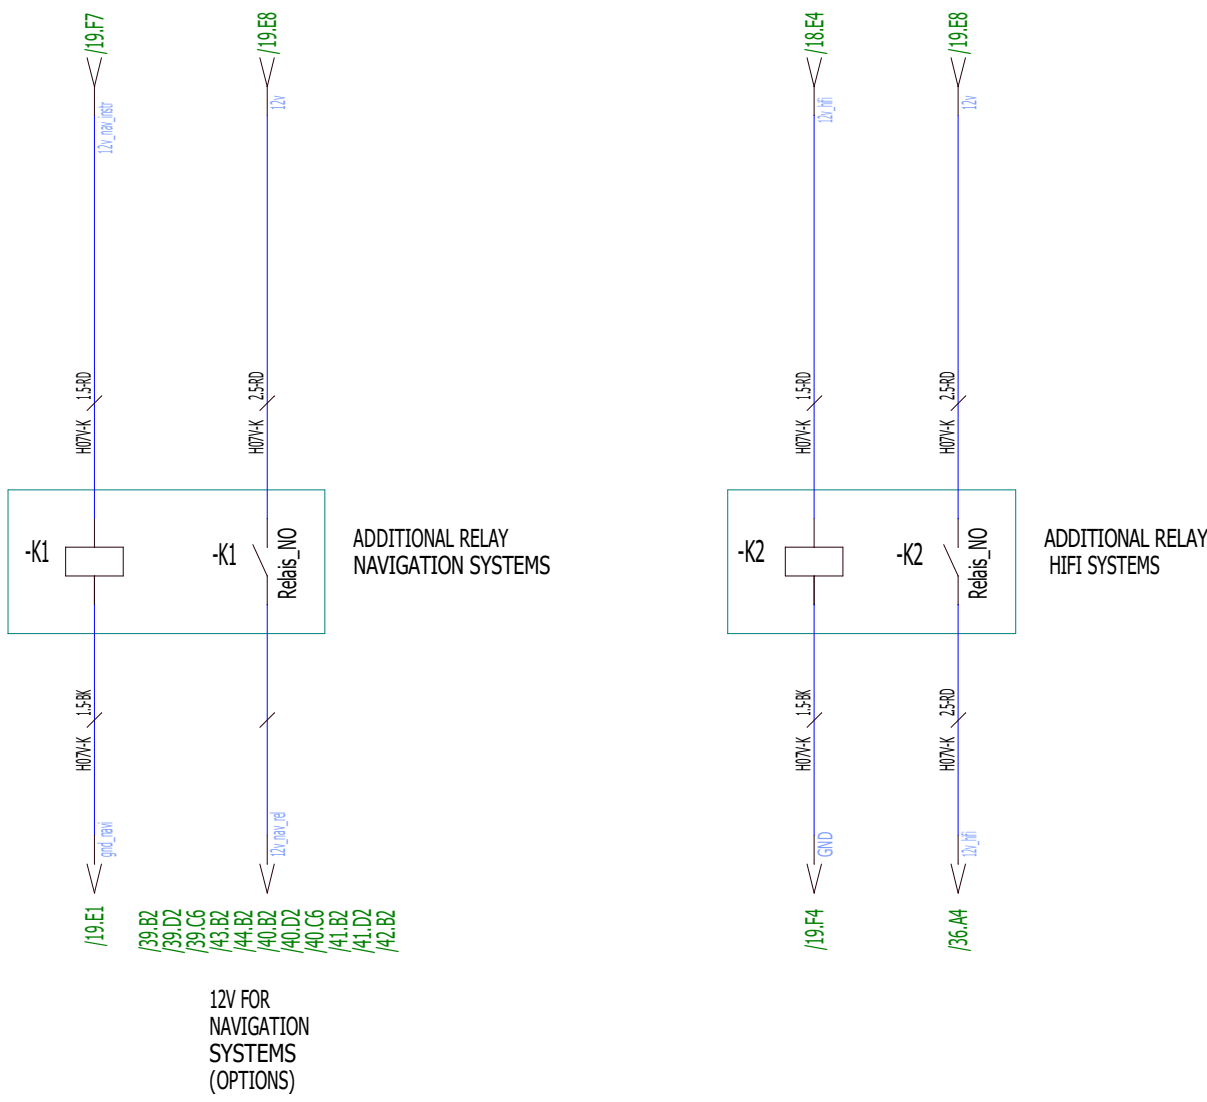 /19.F7
/19.E8
/18.E4
/19.E8
12v_nav_instr
12v
12v_hifi
12v
H07V-K 1.5-RD
H07V-K 2.5-RD
H07V-K 1.5-RD
H07V-K 2.5-RD
-K1
-K1
Relais_NO
ADDITIONAL RELAY
NAVIGATION SYSTEMS
-K2
-K2
Relais_NO
ADDITIONAL RELAY
HIFI SYSTEMS
H07V-K 1.5-BK
H07V-K 1.5-BK
H07V-K 2.5-RD
gnd_navi
12v_nav_rel
GND
12v_hifi
/19.E1
/39.B2
/39.D2
/39.C6
/43.B2
/44.B2
/40.B2
/40.D2
/40.C6
/41.B2
/41.D2
/42.B2
/19.F4
/36.A4
12V FOR
NAVIGATION
SYSTEMS
(OPTIONS)